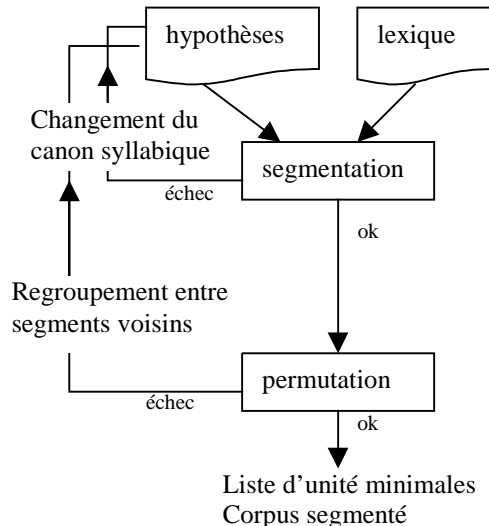 hypothèses
lexique
Changement du
canon syllabique
segmentation
échec
ok
Regroupement entre
segments voisins
permutation
échec
ok
Liste d’unité minimales
Corpus segmenté